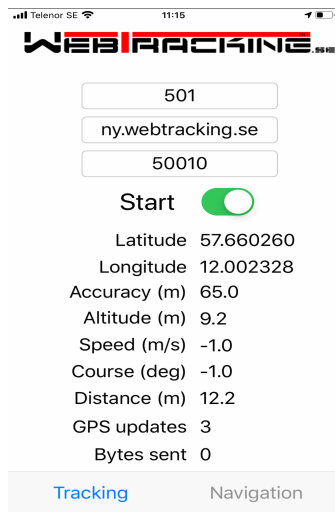 Telenor SE 11:15
WEBTRACKING.SE
501
ny.webtracking.se
50010
Start
Latitude 57.660260
Longitude 12.002328
Accuracy (m) 65.0
Altitude (m) 9.2
Speed (m/s) -1.0
Course (deg) -1.0
Distance (m) 12.2
GPS updates 3
Bytes sent 0
Tracking Navigation